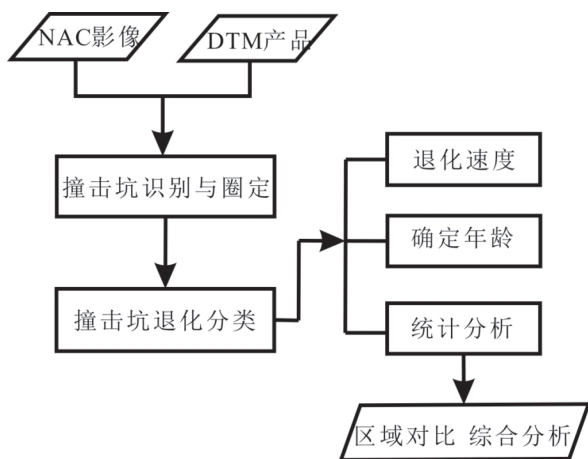 NAC影像
DTM产品
撞击坑识别与圈定
撞击坑退化分类
退化速度
确定年龄
统计分析
区域对比 综合分析